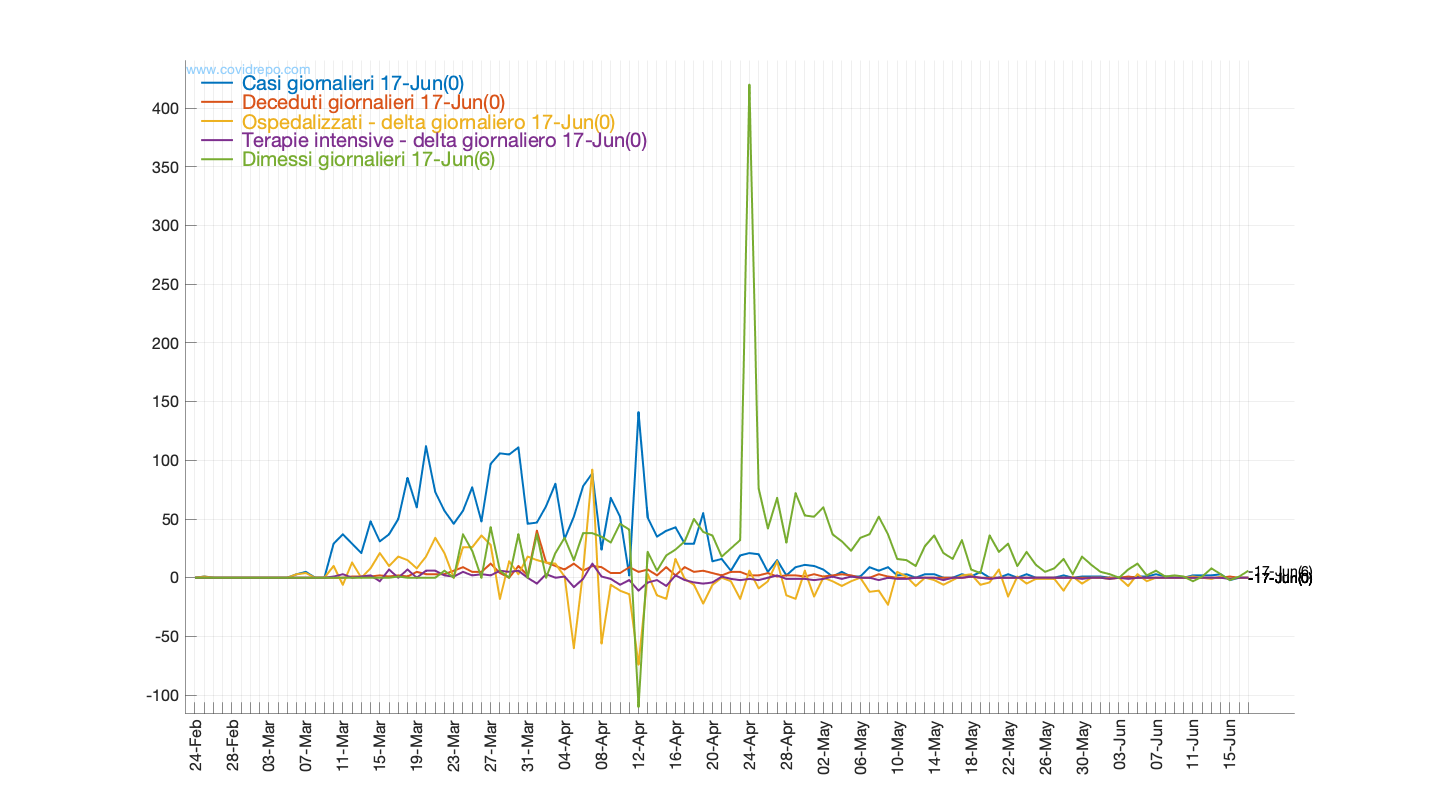 www.covidrepo.com
Casi giornalieri 17-Jun(0)
Deceduti giornalieri 17-Jun(0)
Ospedalizzati - delta giornaliero 17-Jun(0)
Terapie intensive - delta giornaliero 17-Jun(0)
Dimessi giornalieri 17-Jun(6)
400
350
300
250
200
150
100
50
0
-50
-100
17-Jun(6)
24-Feb
28-Feb
03-Mar
07-Mar
11-Mar
15-Mar
19-Mar
23-Mar
27-Mar
31-Mar
04-Apr
08-Apr
12-Apr
16-Apr
20-Apr
24-Apr
28-Apr
02-May
06-May
10-May
14-May
18-May
22-May
26-May
30-May
03-Jun
07-Jun
11-Jun
15-Jun